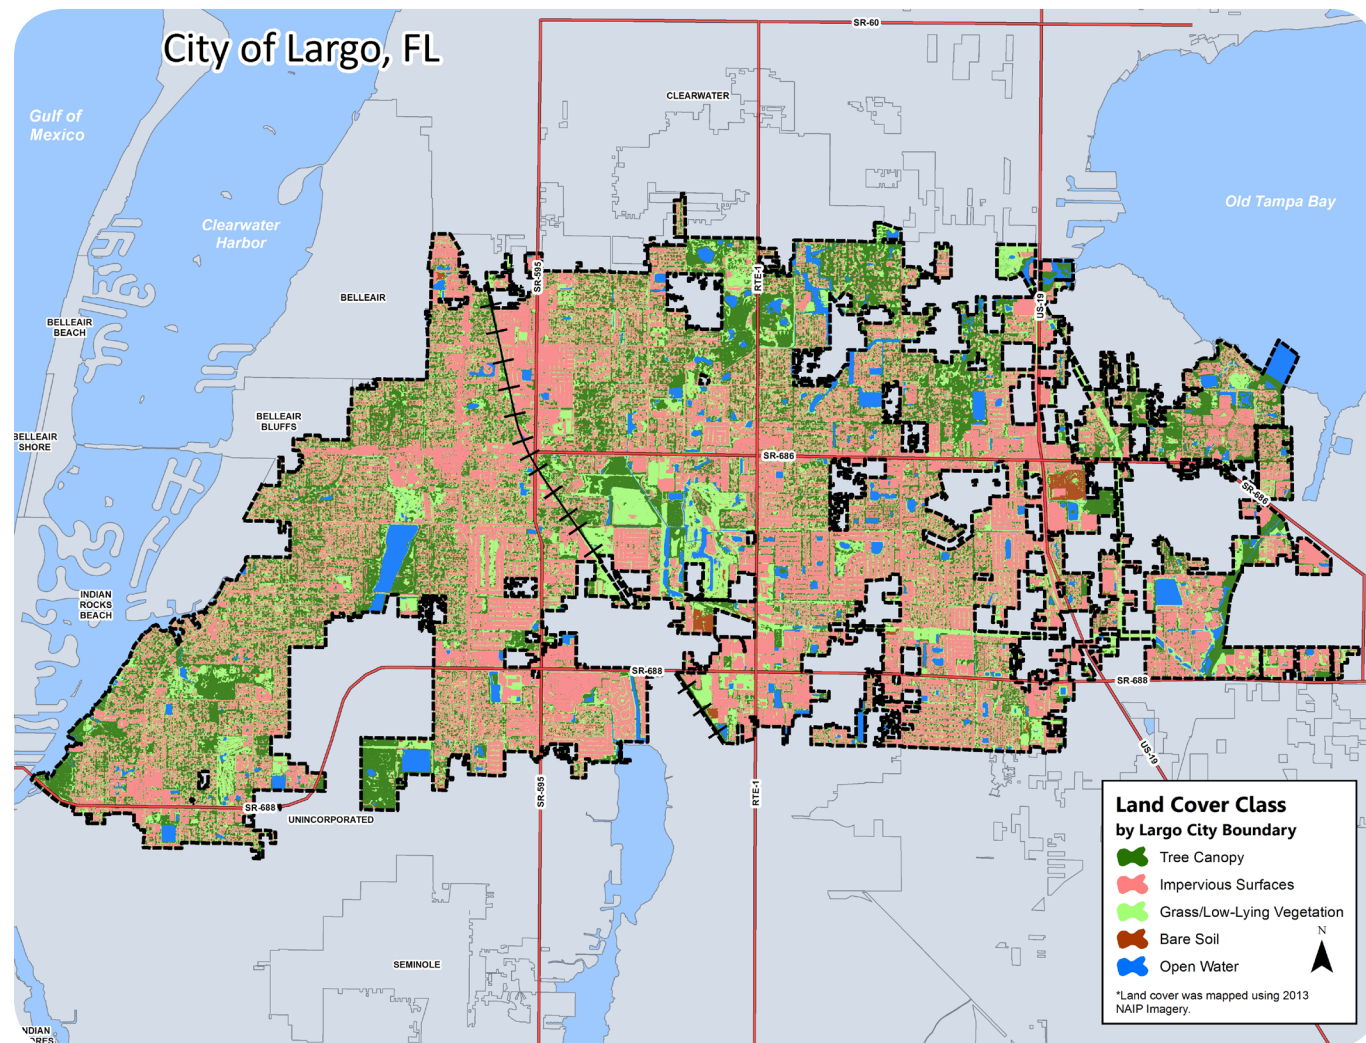 City of Largo, FL
SR-60
CLEARWATER
Gulf of
Mexico
Old Tampa Bay
Clearwater
Harbor
SR-595
RTE-1
US-19
BELLEAIR
BELLEAIR
BEACH
BELLEAIR
BLUFFS
BELLEAIR
SHORE
SR-686
SR-686
INDIAN
ROCKS
BEACH
SR-688
SR-688
US-19
SR-595
RTE-1
SR-688
UNINCORPORATED
SEMINOLE
INDIAN
Land Cover Class
by Largo City Boundary
Tree Canopy
Impervious Surfaces
Grass/Low-Lying Vegetation
Bare Soil
Open Water
N
*Land cover was mapped using 2013
NAIP Imagery.